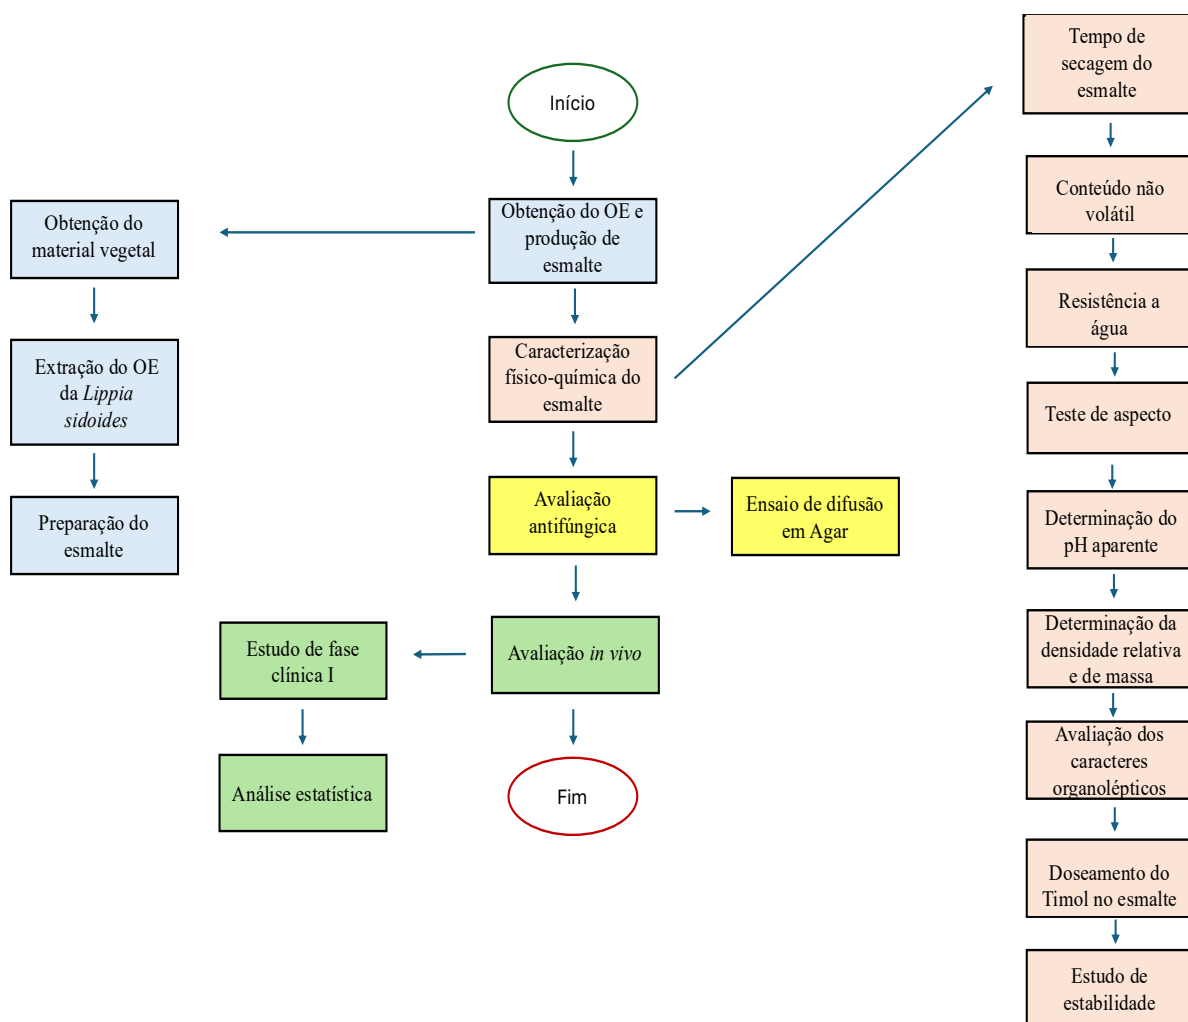 Início
Obtenção do OE e
produção de
esmalte
Obtenção do
material vegetal
Extração do OE
da Lippia
sidoides
Preparação do
esmalte
Caracterização
físico-química do
esmalte
Tempo de
secagem do
esmalte
Conteúdo não
volátil
Resistência a
água
Teste de aspecto
Determinação do
pH aparente
Determinação da
densidade relativa
e de massa
Avaliação dos
caracteres
organolépticos
Doseamento do
Timol no esmalte
Estudo de
estabilidade
Avaliação
antifúngica
Ensaio de difusão
em Agar
Avaliação in vivo
Estudo de fase
clínica I
Análise estatística
Fim